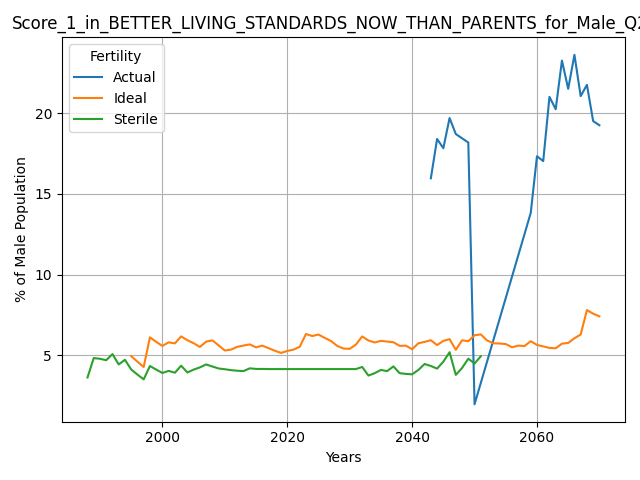 Score_1_in_BETTER_LIVING_STANDARDS_NOW_THAN_PARENTS_for_Male_Q2
Fertility
Actual
Ideal
Sterile
% of Male Population
20
15
10
5
2000 2020 2040 2060
Years